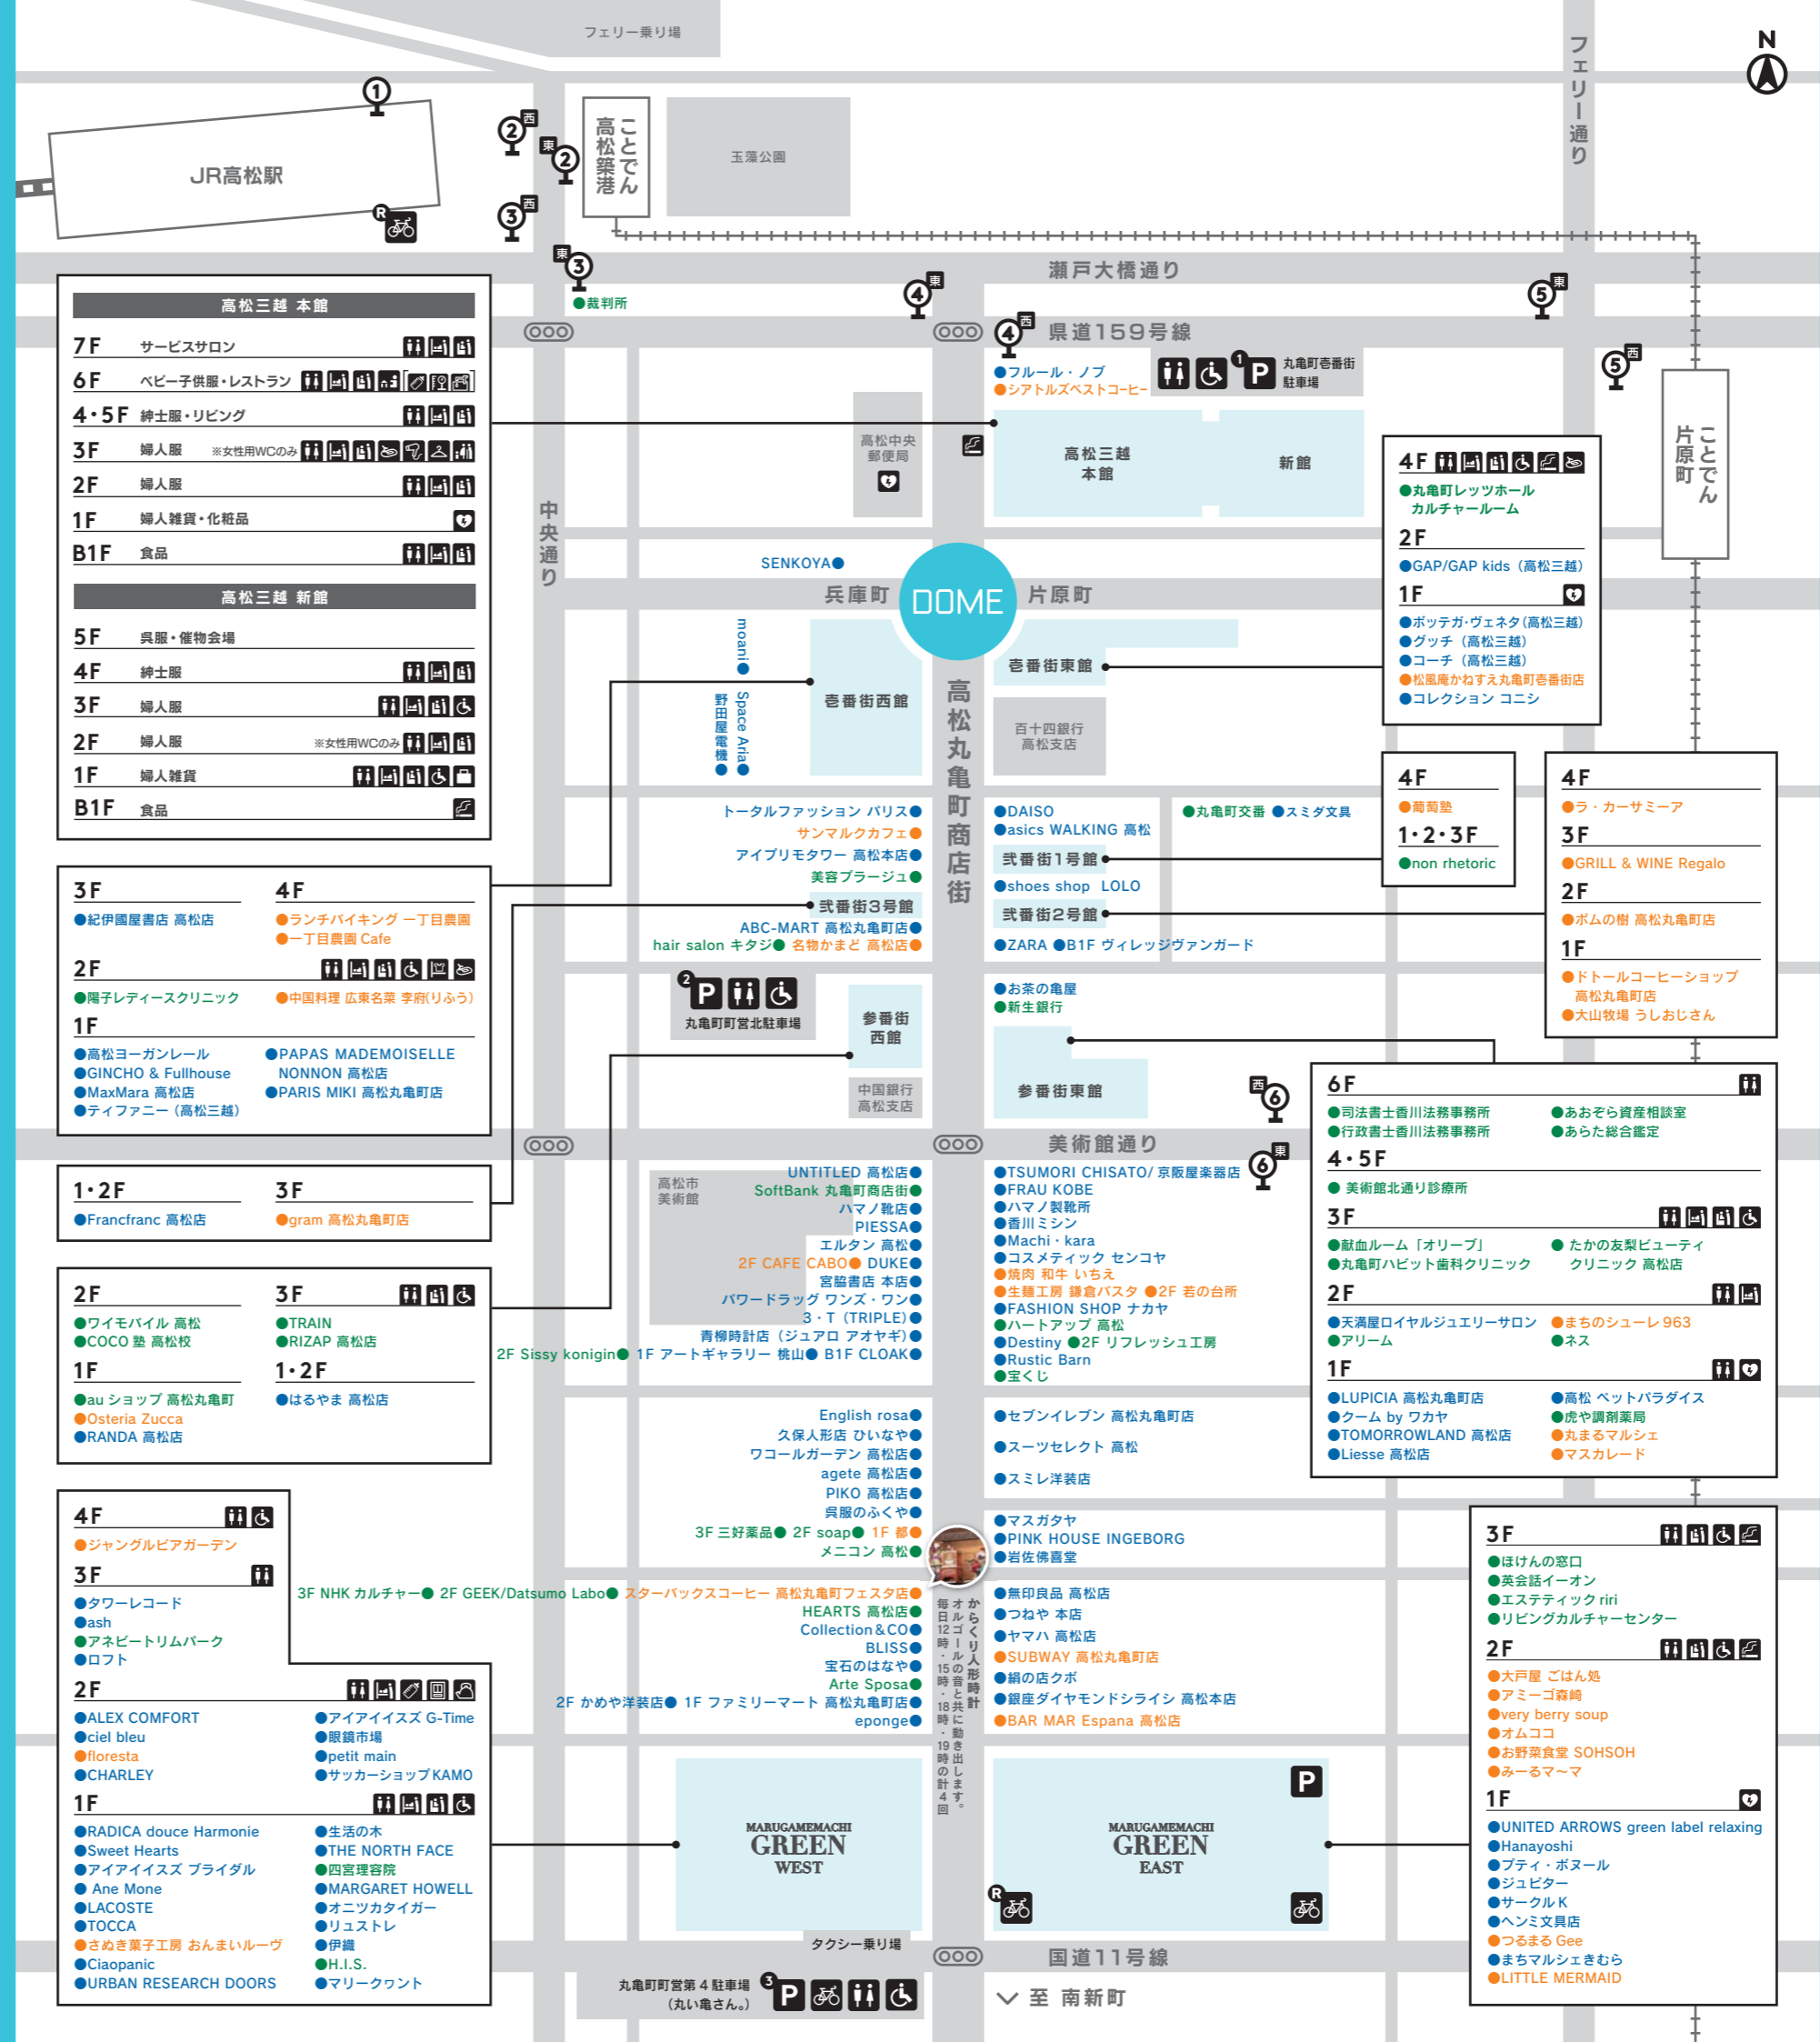 フェリー乗り場
N
フェリー通り
1
JR高松駅
R
2 西
東 2
3 西
東 3
ことでん
高松築港
玉藻公園
瀬戸大橋通り
●裁判所
4 東
4 西
5 東
5 西
県道159号線
ことでん
片原町
高松三越 本館
7F サービスサロン
6F ベビー子供服・レストラン
4・5F 紳士服・リビング
3F 婦人服 ※女性用WCのみ
2F 婦人服
1F 婦人雑貨・化粧品
B1F 食品
高松三越 新館
5F 呉服・催物会場
4F 紳士服
3F 婦人服
2F 婦人服 ※女性用WCのみ
1F 婦人雑貨
B1F 食品
中央通り
●フルール・ノブ
●シアトルズベストコーヒー
1 P 丸亀町壱番街
駐車場
高松中央
郵便局
高松三越
本館
新館
SENKOYA●
兵庫町
DOME
片原町
moani●
Space Aria●
野田屋電機●
壱番街西館
壱番街東館
百十四銀行
高松支店
高松丸亀町商店街
4F
●丸亀町レッツホール
カルチャールーム
2F
●GAP/GAP kids（高松三越）
1F
●ボッテガ・ヴェネタ（高松三越）
●グッチ（高松三越）
●コーチ（高松三越）
●松風庵かねすえ丸亀町壱番街店
●コレクション コニシ
4F
●葡萄塾
1・2・3F
●non rhetoric
4F
●ラ・カーサミーア
3F
●GRILL & WINE Regalo
2F
●ポムの樹 高松丸亀町店
1F
●ドトールコーヒーショップ
高松丸亀町店
●大山牧場 うしおじさん
トータルファッション パリス●
サンマルクカフェ●
アイプリモタワー 高松本店●
美容プラージュ●
弐番街3号館
ABC-MART 高松丸亀町店●
hair salon キタジ● 名物かまど 高松店●
●DAISO
●asics WALKING 高松
●丸亀町交番 ●スミダ文具
弐番街1号館
●shoes shop LOLO
弐番街2号館
●ZARA ●B1F ヴィレッジヴァンガード
3F
●紀伊國屋書店 高松店
4F
●ランチバイキング 一丁目農園
●一丁目農園 Cafe
2F
●陽子レディースクリニック
●中国料理 広東名菜 李府（りふう）
1F
●高松ヨーガンレール
●GINCHO & Fullhouse
●MaxMara 高松店
●ティファニー（高松三越）
●PAPAS MADEMOISELLE
NONNON 高松店
●PARIS MIKI 高松丸亀町店
2 P
丸亀町町営北駐車場
参番街
西館
中国銀行
高松支店
●お茶の亀屋
●新生銀行
参番街東館
西 6
6 東
美術館通り
1・2F
●Francfranc 高松店
3F
●gram 高松丸亀町店
2F
●ワイモバイル 高松
●COCO 塾 高松校
3F
●TRAIN
●RIZAP 高松店
1F
●au ショップ 高松丸亀町
●Osteria Zucca
●RANDA 高松店
1・2F
●はるやま 高松店
高松市
美術館
UNTITLED 高松店●
SoftBank 丸亀町商店街●
ハマノ靴店●
PIESSA●
エルタン 高松●
2F CAFE CABO● DUKE●
宮脇書店 本店●
パワードラッグ ワンズ・ワン●
3・T（TRIPLE）●
青柳時計店（ジュアロ アオヤギ）●
2F Sissy konigin● 1F アートギャラリー 桃山● B1F CLOAK●
●TSUMORI CHISATO/ 京阪屋楽器店
●FRAU KOBE
●ハマノ製靴所
●香川ミシン
●Machi・kara
●コスメティック センコヤ
●焼肉 和牛 いちえ
●生麺工房 鎌倉パスタ ●2F 若の台所
●FASHION SHOP ナカヤ
●ハートアップ 高松
●Destiny ●2F リフレッシュ工房
●Rustic Barn
●宝くじ
6F
●司法書士香川法務事務所
●行政書士香川法務事務所
●あおぞら資産相談室
●あらた総合鑑定
4・5F
● 美術館北通り診療所
3F
●献血ルーム「オリーブ」
●丸亀町ハビット歯科クリニック
● たかの友梨ビューティ
クリニック 高松店
2F
●天満屋ロイヤルジュエリーサロン
●アリーム
●まちのシューレ 963
●ネス
1F
●LUPICIA 高松丸亀町店
●クーム by ワカヤ
●TOMORROWLAND 高松店
●Liesse 高松店
●高松 ペットパラダイス
●虎や調剤薬局
●丸まるマルシェ
●マスカレード
English rosa●
久保人形店 ひいなや●
ワコールガーデン 高松店●
agete 高松店●
PIKO 高松店●
呉服のふくや●
3F 三好薬品● 2F soap● 1F 都●
メニコン 高松●
●セブンイレブン 高松丸亀町店
●スーツセレクト 高松
●スミレ洋装店
●マスガタヤ
●PINK HOUSE INGEBORG
●岩佐佛喜堂
3F NHK カルチャー● 2F GEEK/Datsumo Labo● スターバックスコーヒー 高松丸亀町フェスタ店●
HEARTS 高松店●
Collection&CO●
BLISS●
宝石のはなや●
Arte Sposa●
2F かめや洋装店● 1F ファミリーマート 高松丸亀町店●
eponge●
からくり人形時計
オルゴールの音と共に動き出します。
毎日12時・15時・18時・19時の計4回
●無印良品 高松店
●つねや 本店
●ヤマハ 高松店
●SUBWAY 高松丸亀町店
●絹の店クボ
●銀座ダイヤモンドシライシ 高松本店
●BAR MAR Espana 高松店
4F
●ジャングルビアガーデン
3F
●タワーレコード
●ash
●アネビートリムパーク
●ロフト
2F
●ALEX COMFORT
●ciel bleu
●floresta
●CHARLEY
●アイアイイスズ G-Time
●眼鏡市場
●petit main
●サッカーショップ KAMO
1F
●RADICA douce Harmonie
●Sweet Hearts
●アイアイイスズ ブライダル
● Ane Mone
●LACOSTE
●TOCCA
●さぬき菓子工房 おんまいルーヴ
●Ciaopanic
●URBAN RESEARCH DOORS
●生活の木
●THE NORTH FACE
●四宮理容院
●MARGARET HOWELL
●オニツカタイガー
●リュストレ
●伊織
●H.I.S.
●マリークヮント
MARUGAMEMACHI
GREEN
WEST
MARUGAMEMACHI
GREEN
EAST
P
R
3F
●ほけんの窓口
●英会話イーオン
●エステティック riri
●リビングカルチャーセンター
2F
●大戸屋 ごはん処
●アミーゴ森崎
●very berry soup
●オムココ
●お野菜食堂 SOHSOH
●みーるマ〜マ
1F
●UNITED ARROWS green label relaxing
●Hanayoshi
●プティ・ボヌール
●ジュピター
●サークル K
●ヘンミ文具店
●つるまる Gee
●まちマルシェきむら
●LITTLE MERMAID
タクシー乗り場
国道11号線
丸亀町町営第 4 駐車場
（丸い亀さん。）
3 P
至 南新町